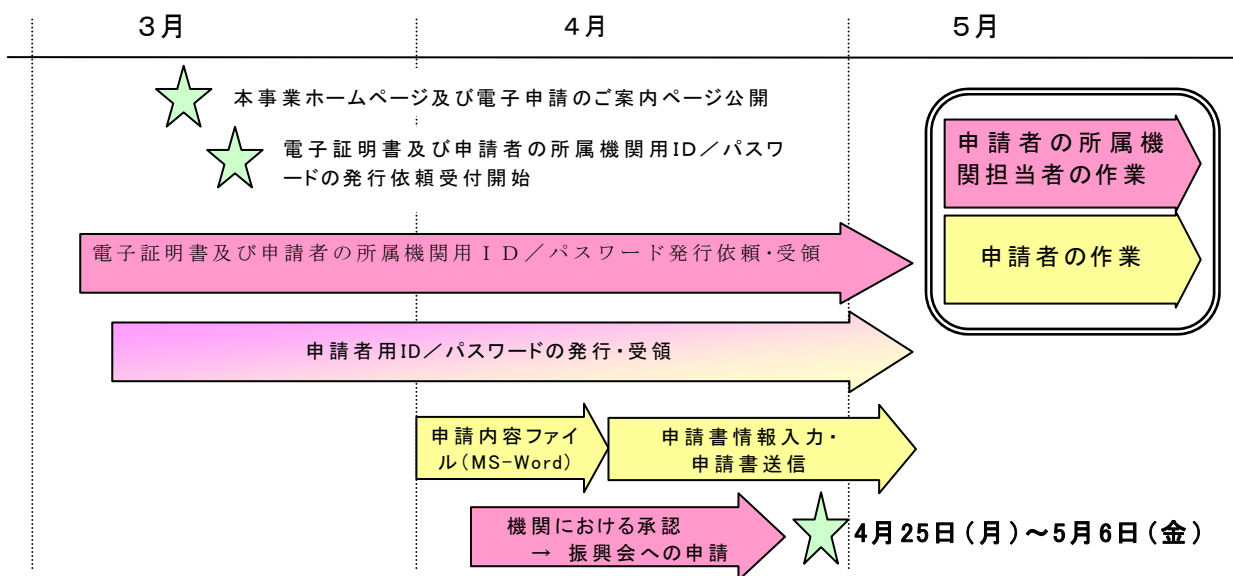 3月
4月
5月
本事業ホームページ及び電子申請のご案内ページ公開
電子証明書及び申請者の所属機関用ID／パスワ
ードの発行依頼受付開始
申請者の所属機
関担当者の作業
申請者の作業
電子証明書及び申請者の所属機関用ＩＤ／パスワード発行依頼・受領
申請者用ID／パスワードの発行・受領
申請内容ファイ
ル（MS-Word）
申請書情報入力・
申請書送信
機関における承認
→ 振興会への申請
4月25日（月）～5月6日（金）